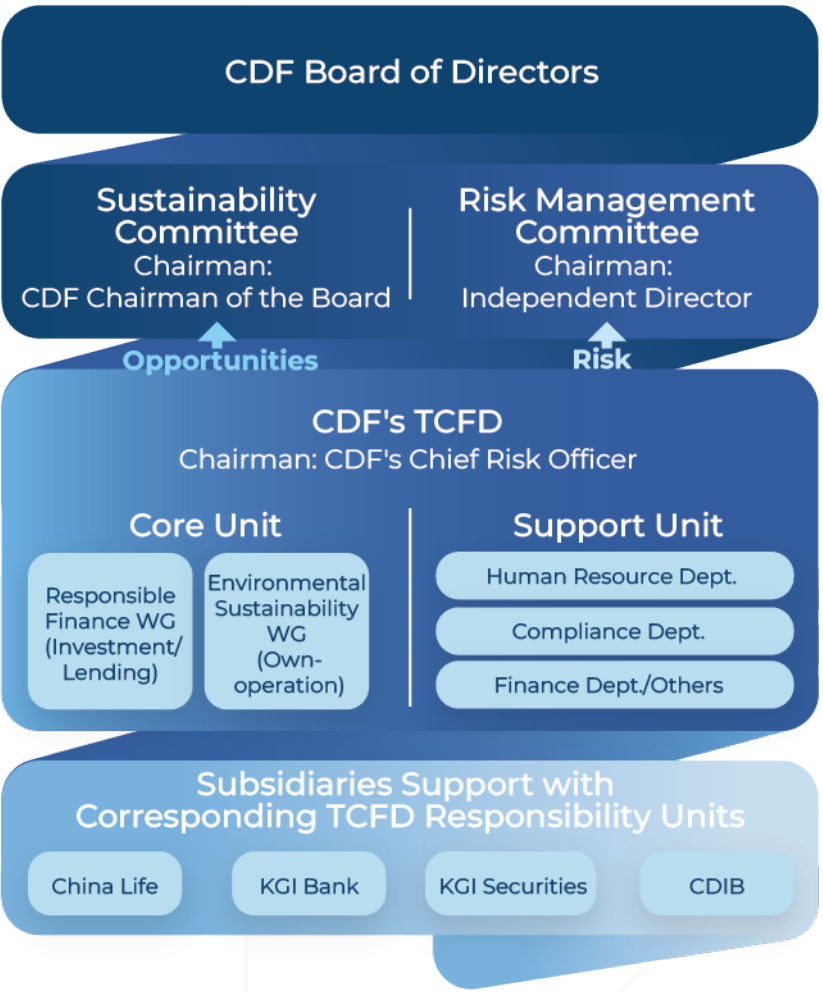 CDF Board of Directors
Sustainability
Committee
Chairman:
CDF Chairman of the Board
Risk Management
Committee
Chairman:
Independent Director
Opportunities
Risk
CDF's TCFD
Chairman: CDF's Chief Risk Officer
Core Unit
Responsible
Finance WG
(Investment/
Lending)
Environmental
Sustainability
WG
(Own-
operation)
Support Unit
Human Resource Dept.
Compliance Dept.
Finance Dept./Others
Subsidiaries Support with
Corresponding TCFD Responsibility Units
China Life
KGI Bank
KGI Securities
CDIB